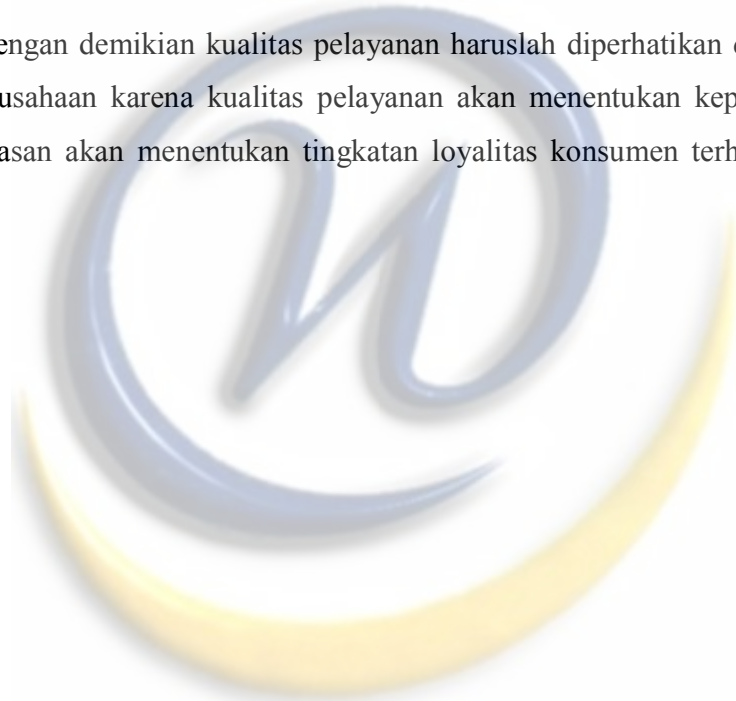 engan demikian kualitas pelayanan haruslah diperhatikan
usahaan karena kualitas pelayanan akan menentukan kep
asan akan menentukan tingkatan loyalitas konsumen terh